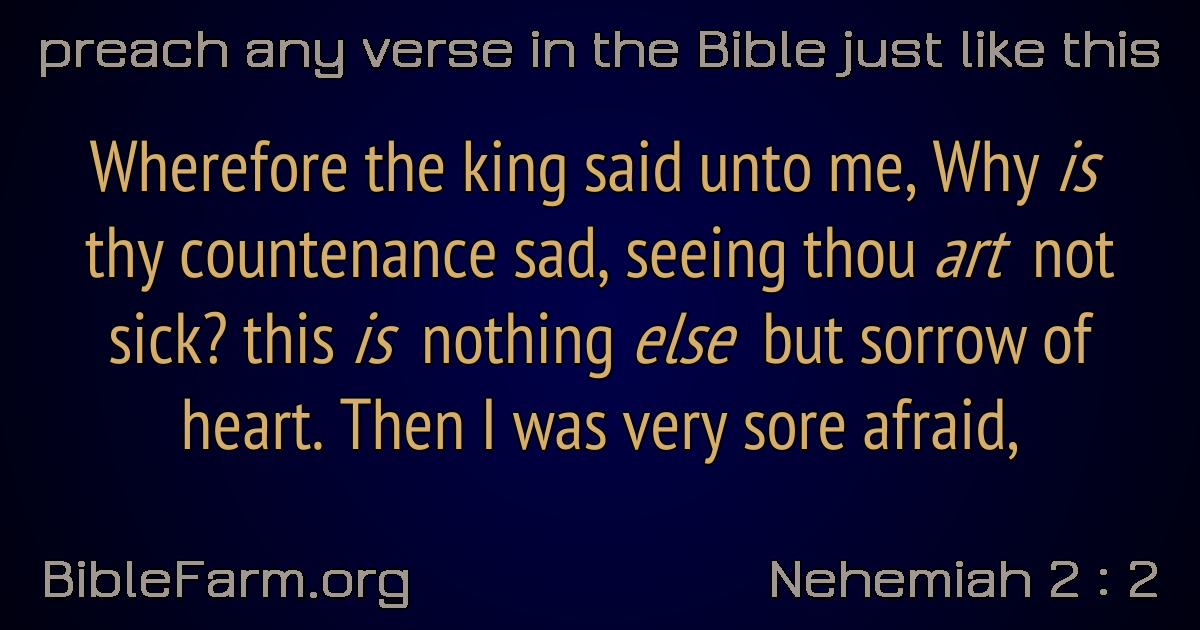 preach any verse in the Bible just like this
Wherefore the king said unto me, Why is
thy countenance sad, seeing thou art not
sick? this is nothing else but sorrow of
heart. Then I was very sore afraid,
BibleFarm.org
Nehemiah 2 : 2